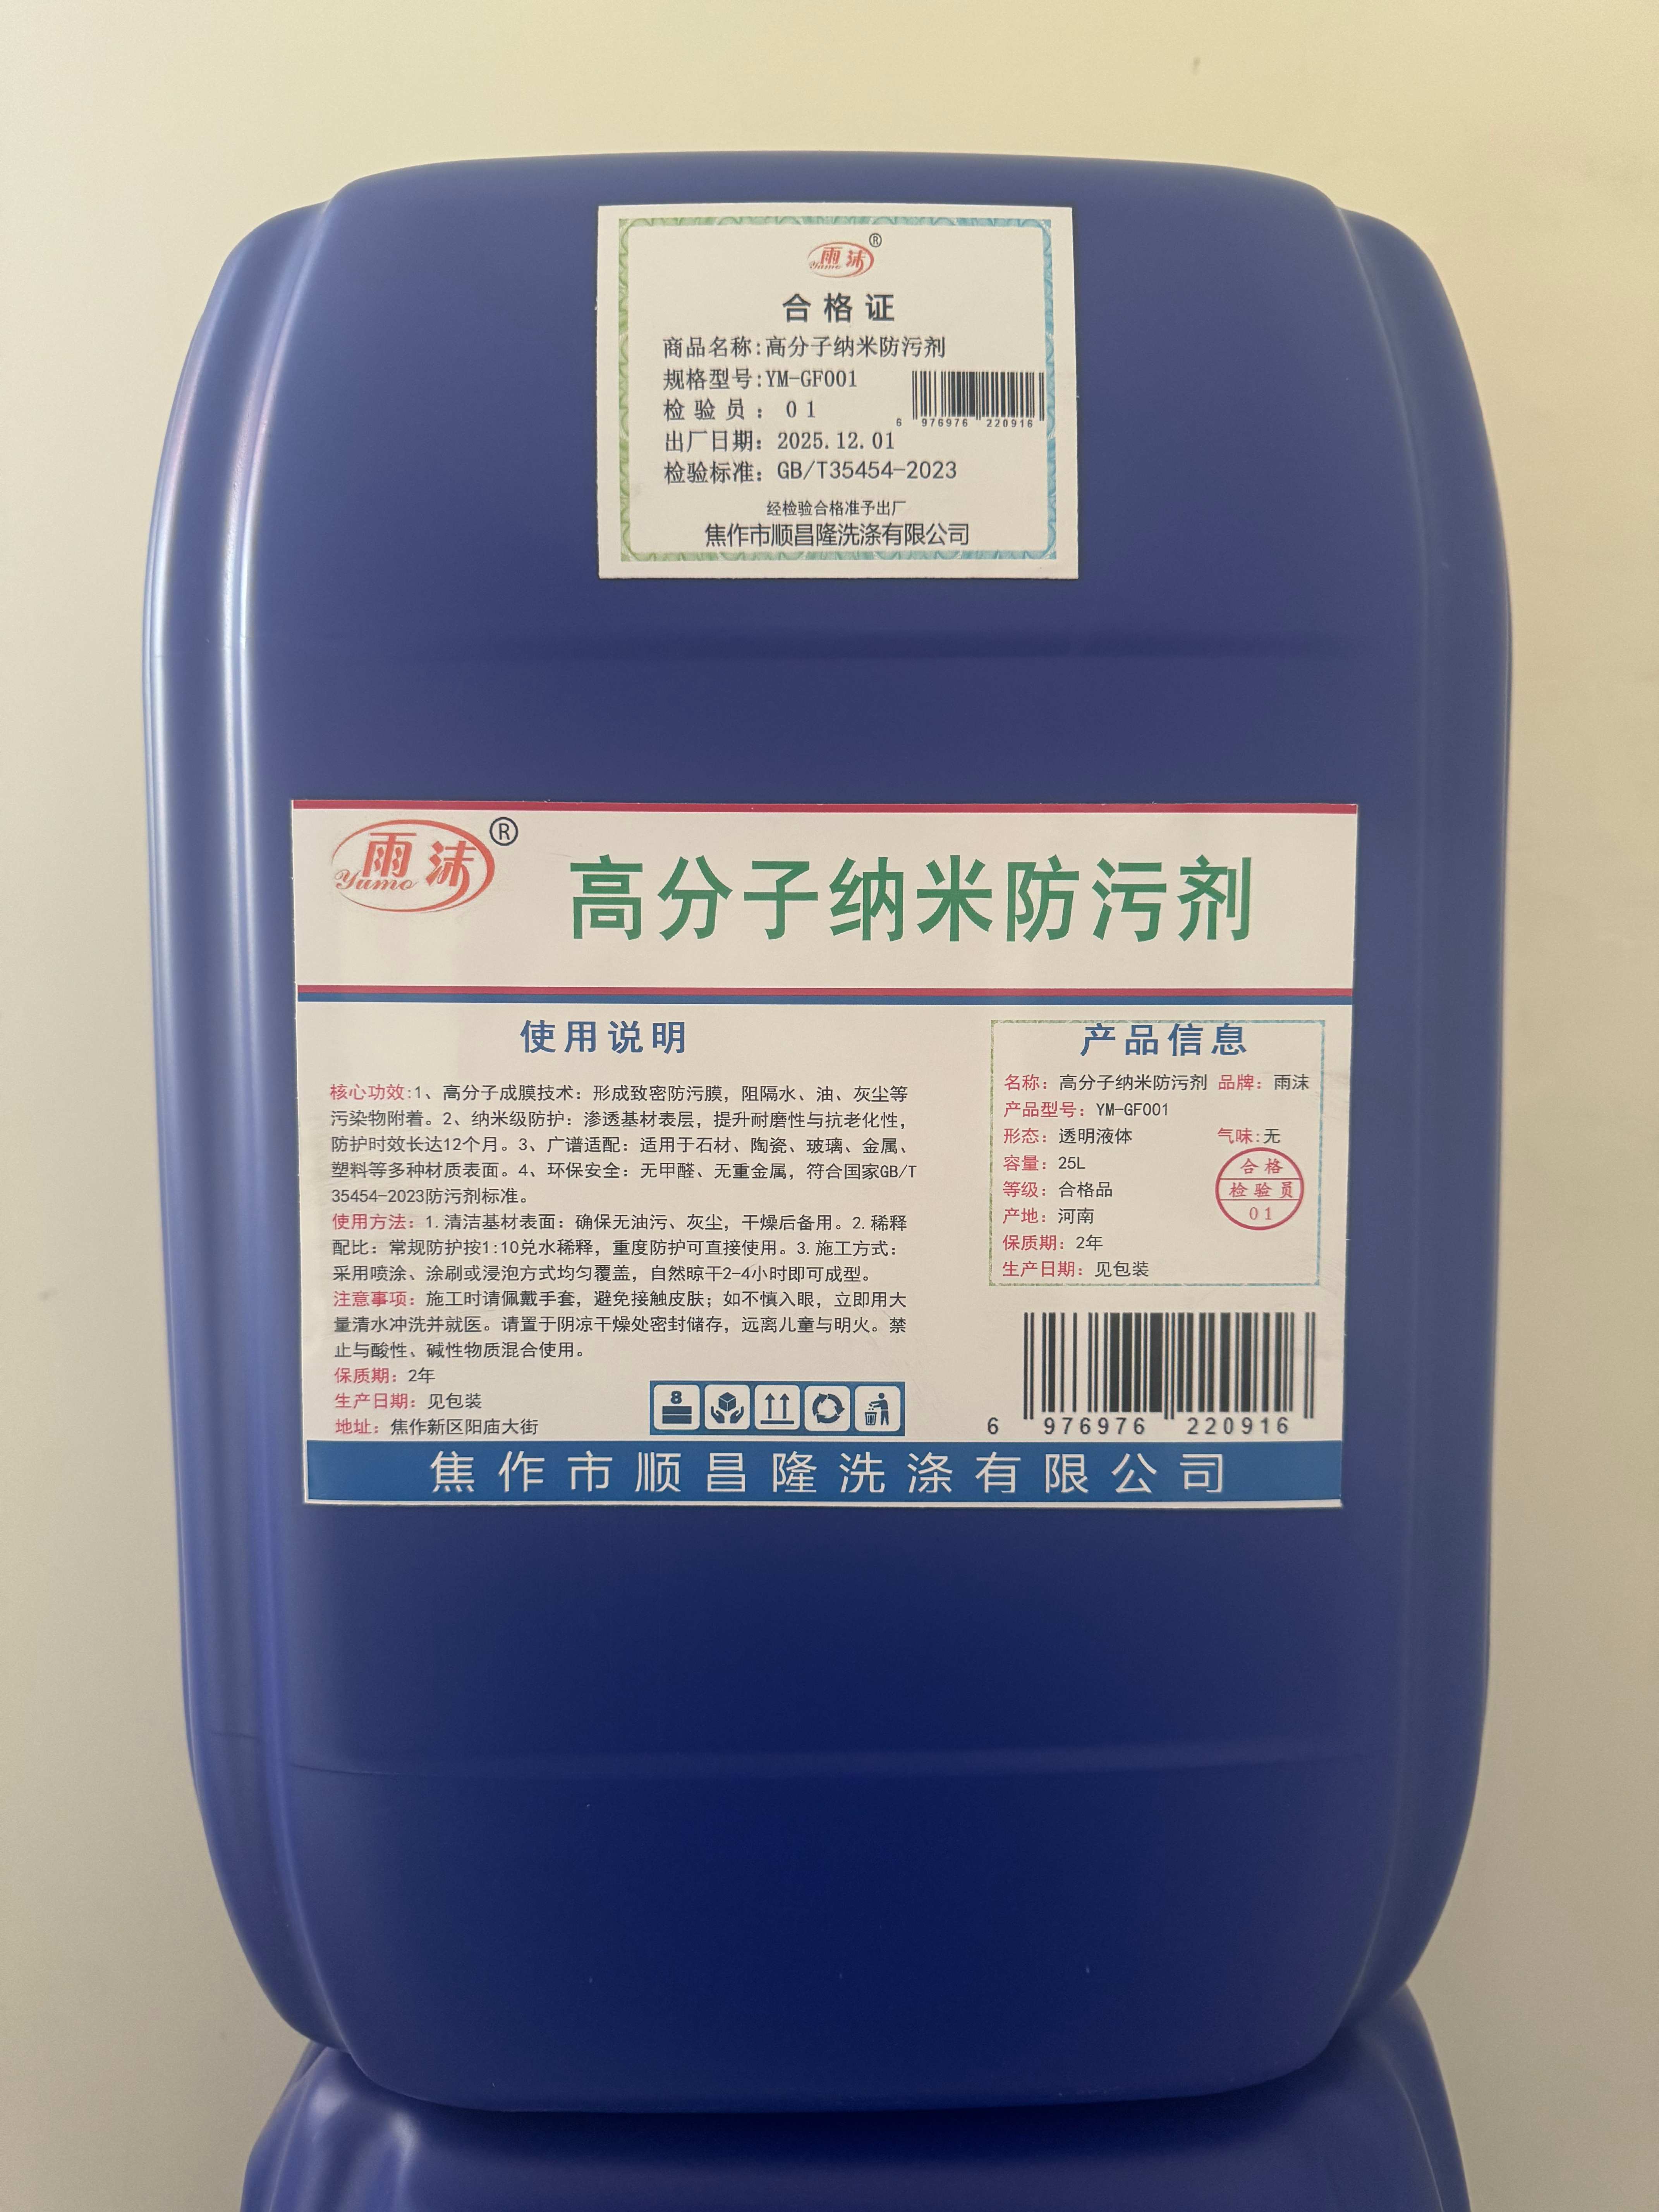 雨沫®
Yumo
合格证
商品名称:高分子纳米防污剂
规格型号:YM-GF001
检验员：01
6 976976 220916
出厂日期：2025.12.01
检验标准：GB/T35454-2023
经检验合格准予出厂
焦作市顺昌隆洗涤有限公司
雨沫®
Yumo
高分子纳米防污剂
使用说明
核心功效:1、高分子成膜技术：形成致密防污膜，阻隔水、油、灰尘等
污染物附着。2、纳米级防护：渗透基材表层，提升耐磨性与抗老化性，
防护时效长达12个月。3、广谱适配：适用于石材、陶瓷、玻璃、金属、
塑料等多种材质表面。4、环保安全：无甲醛、无重金属，符合国家GB/T
35454-2023防污剂标准。
使用方法：1.清洁基材表面：确保无油污、灰尘，干燥后备用。2.稀释
配比：常规防护按1:10兑水稀释，重度防护可直接使用。3.施工方式：
采用喷涂、涂刷或浸泡方式均匀覆盖，自然晾干2-4小时即可成型。
注意事项：施工时请佩戴手套，避免接触皮肤；如不慎入眼，立即用大
量清水冲洗并就医。请置于阴凉干燥处密封储存，远离儿童与明火。禁
止与酸性、碱性物质混合使用。
保质期：2年
生产日期：见包装
地址：焦作新区阳庙大街
8
产品信息
名称：高分子纳米防污剂 品牌：雨沫
产品型号：YM-GF001
形态：透明液体 气味:无
容量：25L
等级：合格品
产地：河南
保质期：2年
生产日期：见包装
合格
检验员
01
6 976976 220916
焦作市顺昌隆洗涤有限公司